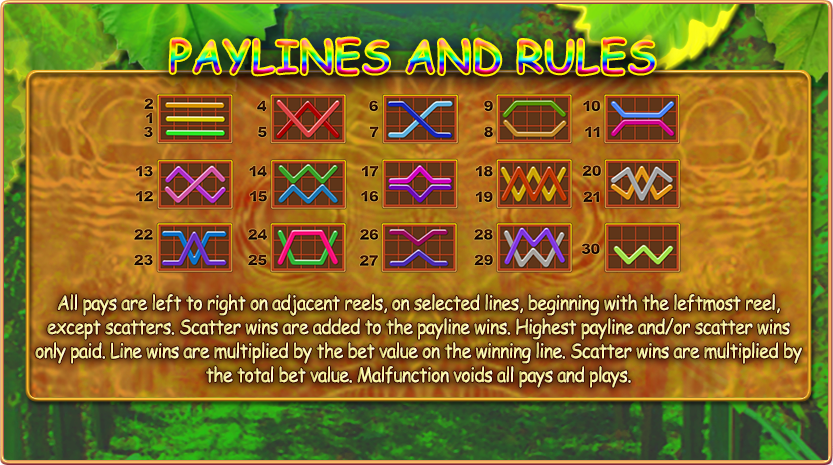 PAYLINES AND RULES
2 4 6 9 10
1
3 5 7 8 11
13 14 17 18 20
12 15 16 19 21
22 24 26 28 30
23 25 27 29
All pays are left to right on adjacent reels, on selected lines, beginning with the leftmost reel,
except scatters. Scatter wins are added to the payline wins. Highest payline and/or scatter wins
only paid. Line wins are multiplied by the bet value on the winning line. Scatter wins are multiplied by
the total bet value. Malfunction voids all pays and plays.